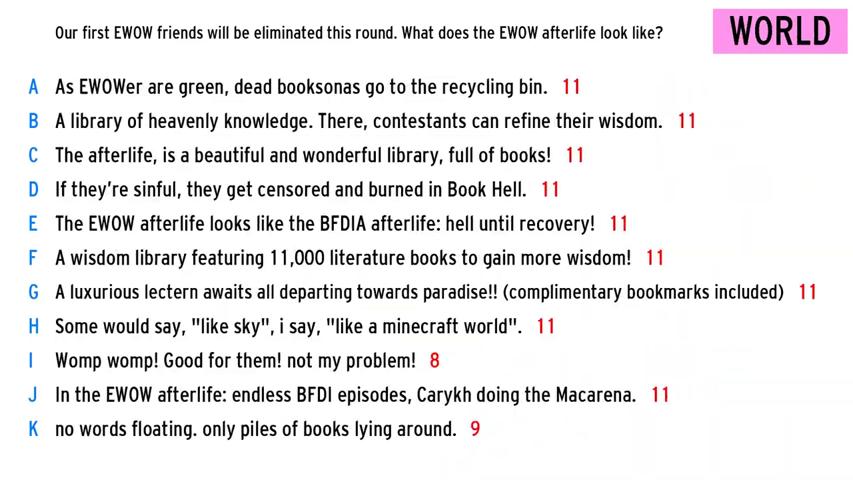 Our first EWOW friends will be eliminated this round. What does the EWOW afterlife look like?
WORLD
A As EWOWer are green, dead booksonas go to the recycling bin. 11
B A library of heavenly knowledge. There, contestants can refine their wisdom. 11
C The afterlife, is a beautiful and wonderful library, full of books! 11
D If they're sinful, they get censored and burned in Book Hell. 11
E The EWOW afterlife looks like the BFDIA afterlife: hell until recovery! 11
F A wisdom library featuring 11,000 literature books to gain more wisdom! 11
G A luxurious lectern awaits all departing towards paradise!! (complimentary bookmarks included) 11
H Some would say, "like sky", i say, "like a minecraft world". 11
I Womp womp! Good for them! not my problem! 8
J In the EWOW afterlife: endless BFDI episodes, Carykh doing the Macarena. 11
K no words floating. only piles of books lying around. 9